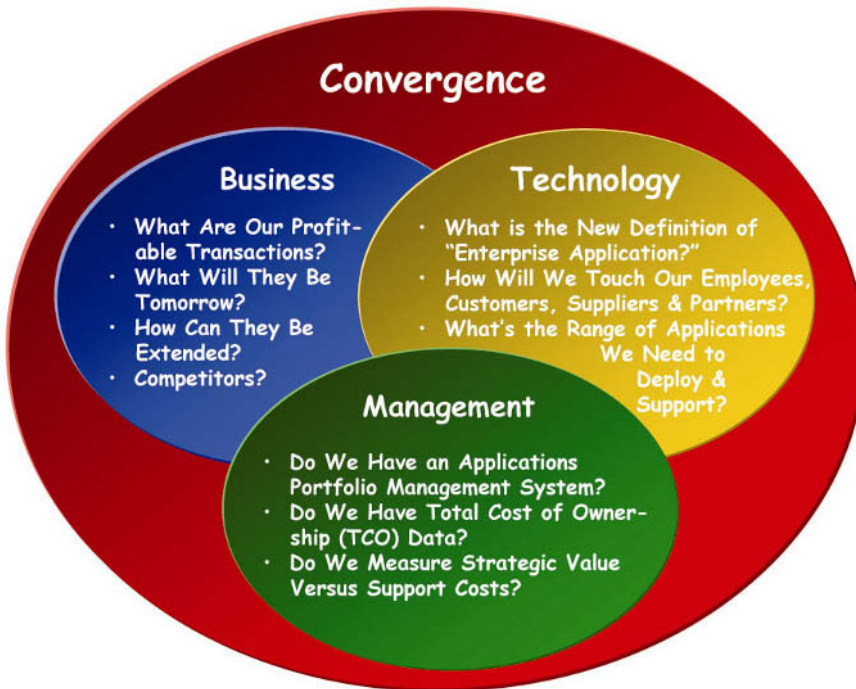 Convergence
Business
· What Are Our Profit-
able Transactions?
· What Will They Be
Tomorrow?
· How Can They Be
Extended?
· Competitors?
Technology
· What is the New Definition of
“Enterprise Application?”
· How Will We Touch Our Employees,
Customers, Suppliers & Partners?
· What's the Range of Applications
We Need to
Deploy &
Support?
Management
· Do We Have an Applications
Portfolio Management System?
· Do We Have Total Cost of Owner-
ship (TCO) Data?
· Do We Measure Strategic Value
Versus Support Costs?